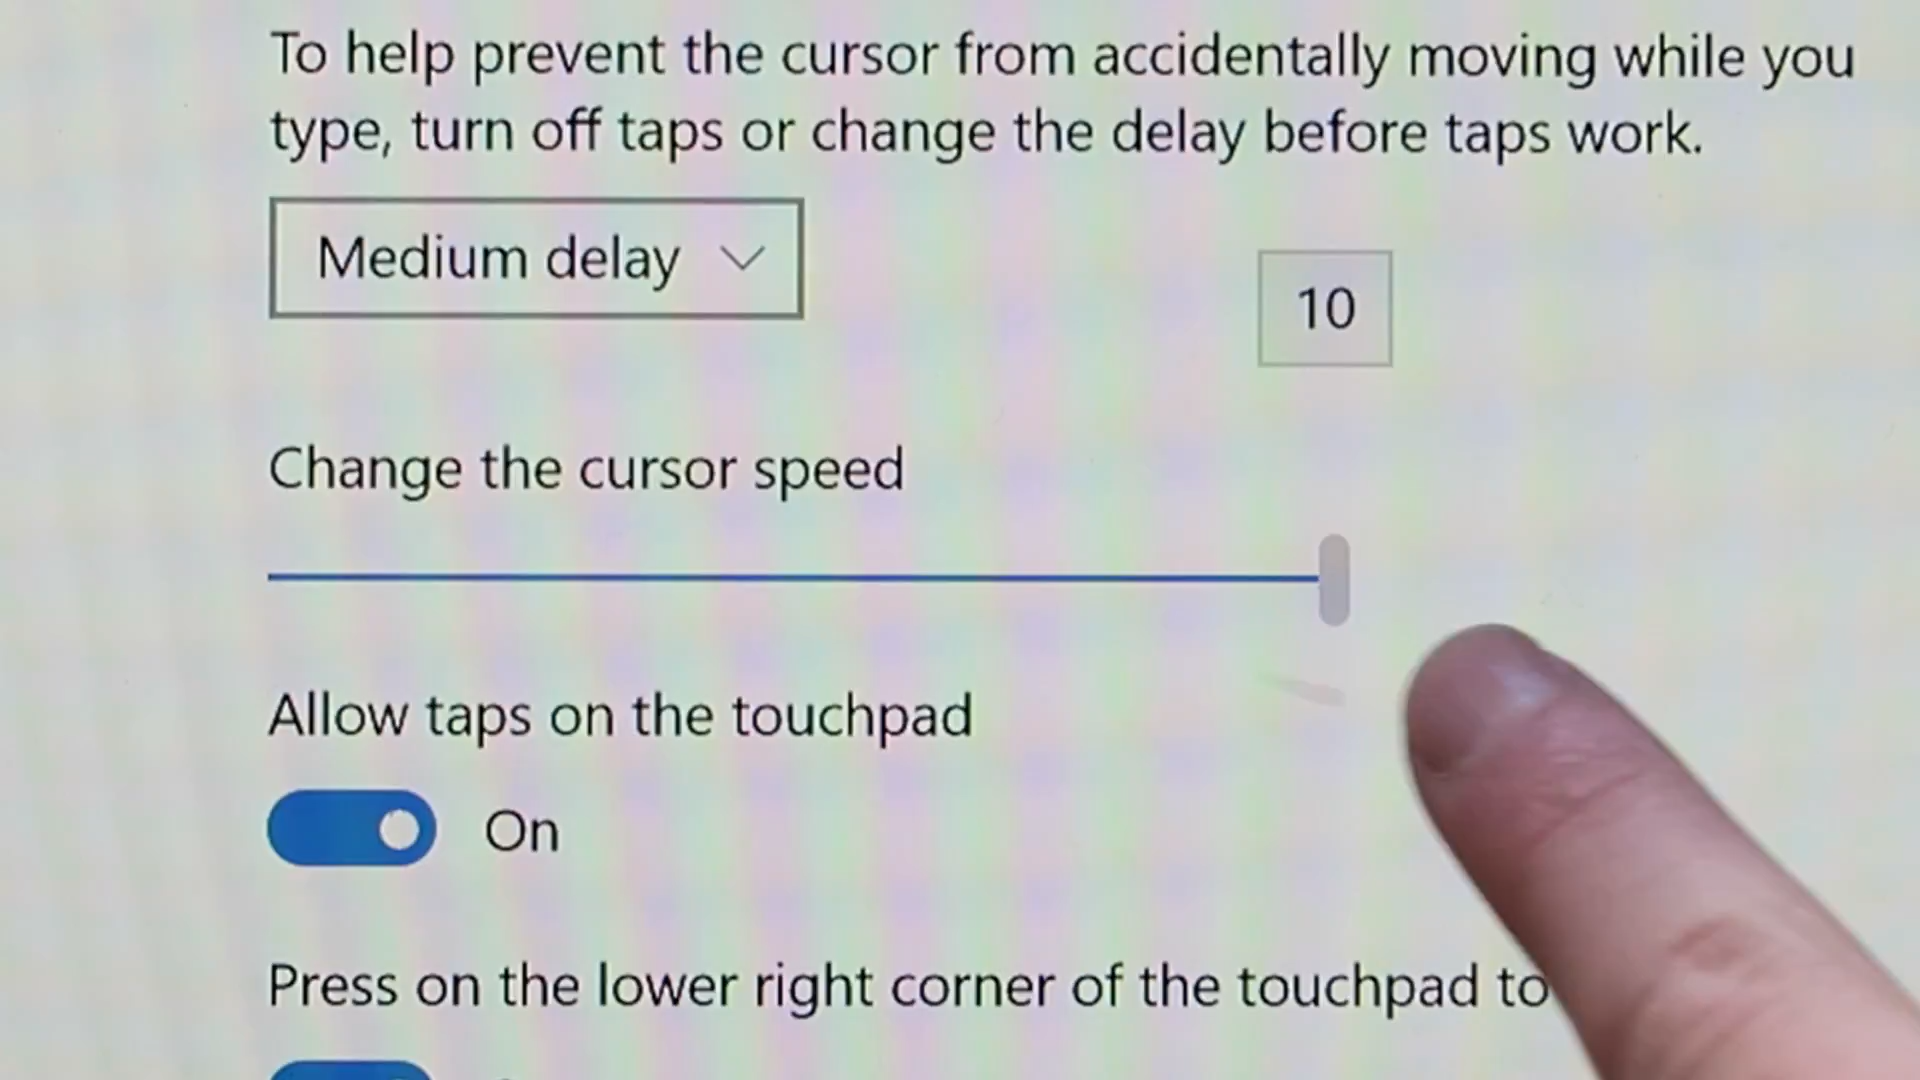 To help prevent the cursor from accidentally moving while you
type, turn off taps or change the delay before taps work.
Medium delay
10
Change the cursor speed
Allow taps on the touchpad
On
Press on the lower right corner of the touchpad to